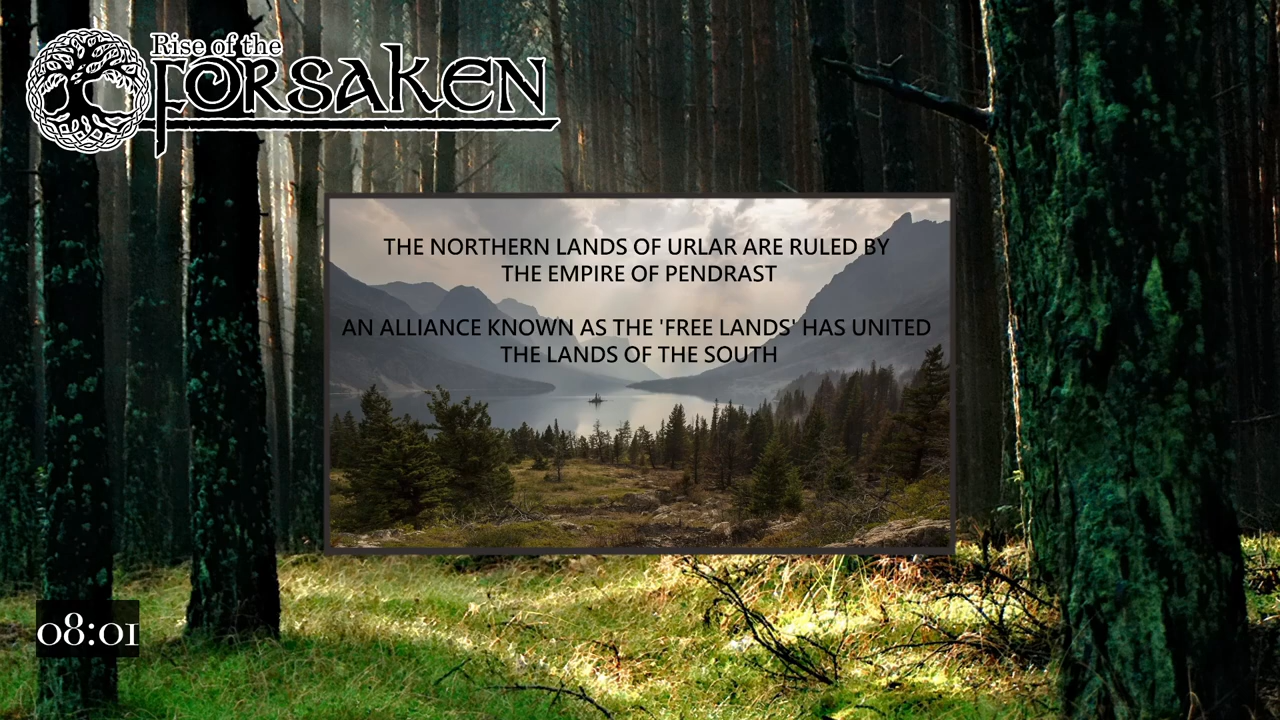 Rise of the
FORSAKEN
THE NORTHERN LANDS OF URLAR ARE RULED BY
THE EMPIRE OF PENDRAST
AN ALLIANCE KNOWN AS THE 'FREE LANDS' HAS UNITED
THE LANDS OF THE SOUTH
08:01